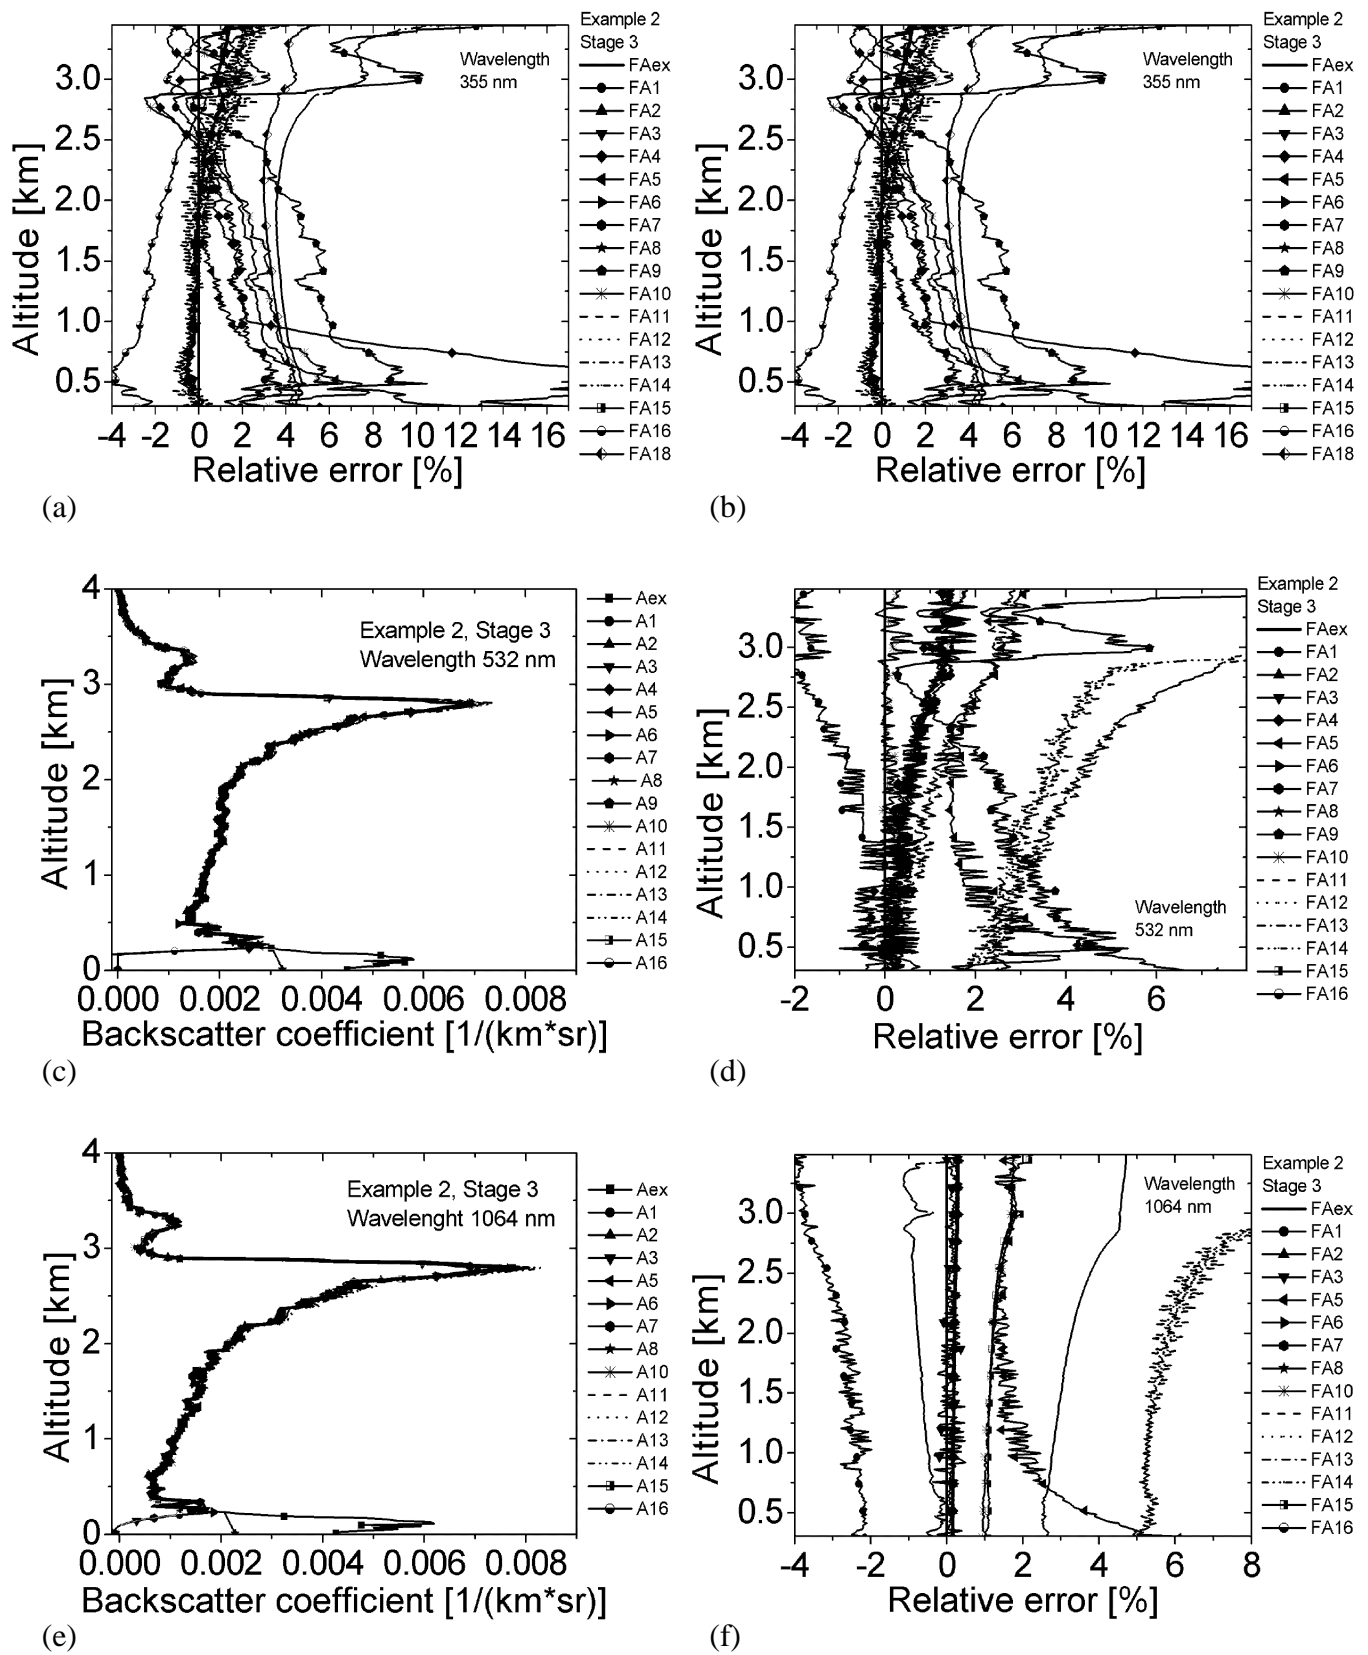 Example 2
Stage 3
Wavelength
355 nm
FAex
FA1
FA2
FA3
FA4
FA5
FA6
FA7
FA8
FA9
FA10
FA11
FA12
FA13
FA14
FA15
FA16
FA18
3.0
2.5
2.0
1.5
1.0
0.5
Altitude [km]
-4 -2 0 2 4 6 8 10 12 14 16
Relative error [%]
(a)
Example 2
Stage 3
Wavelength
355 nm
FAex
FA1
FA2
FA3
FA4
FA5
FA6
FA7
FA8
FA9
FA10
FA11
FA12
FA13
FA14
FA15
FA16
FA18
3.0
2.5
2.0
1.5
1.0
0.5
Altitude [km]
-4 -2 0 2 4 6 8 10 12 14 16
Relative error [%]
(b)
Example 2, Stage 3
Wavelength 532 nm
Aex
A1
A2
A3
A4
A5
A6
A7
A8
A9
A10
A11
A12
A13
A14
A15
A16
4
3
2
1
0
Altitude [km]
0.000 0.002 0.004 0.006 0.008
Backscatter coefficient [1/(km*sr)]
(c)
Example 2
Stage 3
FAex
FA1
FA2
FA3
FA4
FA5
FA6
FA7
FA8
FA9
FA10
FA11
FA12
FA13
FA14
FA15
FA16
Wavelength
532 nm
3.0
2.5
2.0
1.5
1.0
0.5
Altitude [km]
-2 0 2 4 6
Relative error [%]
(d)
Example 2, Stage 3
Wavelenght 1064 nm
Aex
A1
A2
A3
A5
A6
A7
A8
A10
A11
A12
A13
A14
A15
A16
4
3
2
1
0
Altitude [km]
0.000 0.002 0.004 0.006 0.008
Backscatter coefficient [1/(km*sr)]
(e)
Wavelength
1064 nm
Example 2
Stage 3
FAex
FA1
FA2
FA3
FA5
FA6
FA7
FA8
FA10
FA11
FA12
FA13
FA14
FA15
FA16
3.0
2.5
2.0
1.5
1.0
0.5
Altitude [km]
-4 -2 0 2 4 6 8
Relative error [%]
(f)